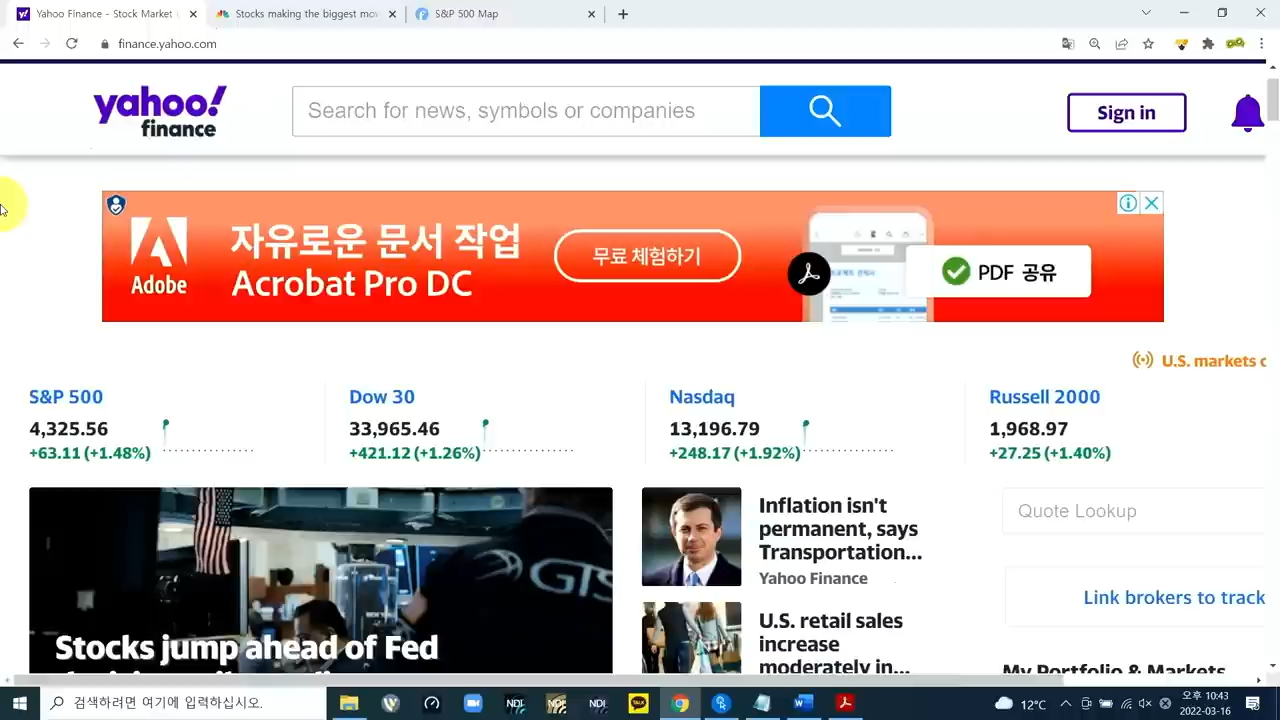 Yahoo Finance - Stock Market
Stocks making the biggest mov
S&P 500 Map
finance.yahoo.com
yahoo!
finance
Search for news, symbols or companies
Sign in
Adobe
자유로운 문서 작업
Acrobat Pro DC
무료 체험하기
PDF 공유
U.S. markets c
S&P 500
4,325.56
+63.11 (+1.48%)
Dow 30
33,965.46
+421.12 (+1.26%)
Nasdaq
13,196.79
+248.17 (+1.92%)
Russell 2000
1,968.97
+27.25 (+1.40%)
GTS
Stocks jump ahead of Fed
Inflation isn't
permanent, says
Transportation...
Yahoo Finance
U.S. retail sales
increase
moderately in...
Quote Lookup
Link brokers to track
My Portfolio & Markets
검색하려면 여기에 입력하십시오.
12°C
오후 10:43
2022-03-16